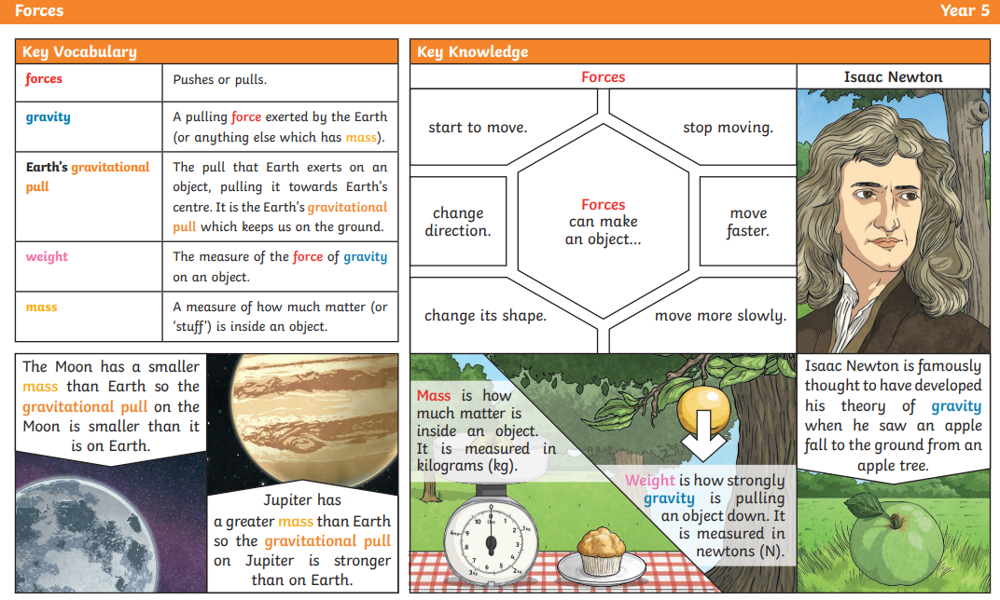 Forces
Year 5
Key Vocabulary
forces
Pushes or pulls.
gravity
A pulling force exerted by the Earth
(or anything else which has mass).
Earth's gravitational
pull
The pull that Earth exerts on an
object, pulling it towards Earth's
centre. It is the Earth's gravitational
pull which keeps us on the ground.
weight
The measure of the force of gravity
on an object.
mass
A measure of how much matter (or
'stuff') is inside an object.
The Moon has a smaller
mass than Earth so the
gravitational pull on the
Moon is smaller than it
is on Earth.
Jupiter has
a greater mass than Earth
so the gravitational pull
on Jupiter is stronger
than on Earth.
Key Knowledge
Forces
start to move.
stop moving.
change
direction.
Forces
can make
an object...
move
faster.
change its shape.
move more slowly.
Mass is how
much matter is
inside an object.
It is measured in
kilograms (kg).
Weight is how strongly
gravity is pulling
an object down. It
is measured in
newtons (N).
Isaac Newton
Isaac Newton is famously
thought to have developed
his theory of gravity
when he saw an apple
fall to the ground from an
apple tree.